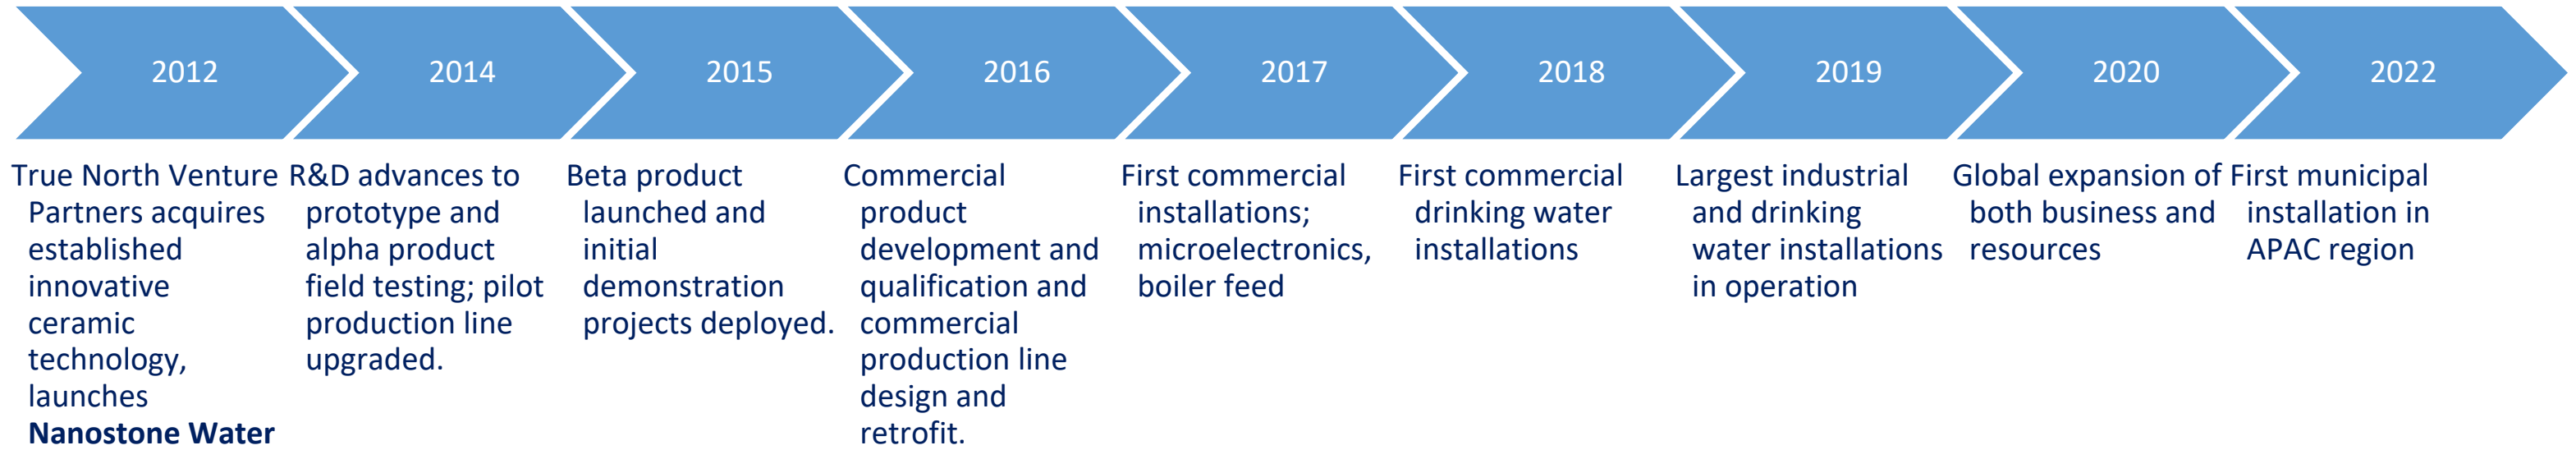 2012
2014
2015
2016
2017
2018
2019
2020
2022
True North Venture
Partners acquires
established
innovative
ceramic
technology,
launches
Nanostone Water
R&D advances to
prototype and
alpha product
field testing; pilot
production line
upgraded.
Beta product
launched and
initial
demonstration
projects deployed.
Commercial
product
development and
qualification and
commercial
production line
design and
retrofit.
First commercial
installations;
microelectronics,
boiler feed
First commercial
drinking water
installations
Largest industrial
and drinking
water installations
in operation
Global expansion of
both business and
resources
First municipal
installation in
APAC region